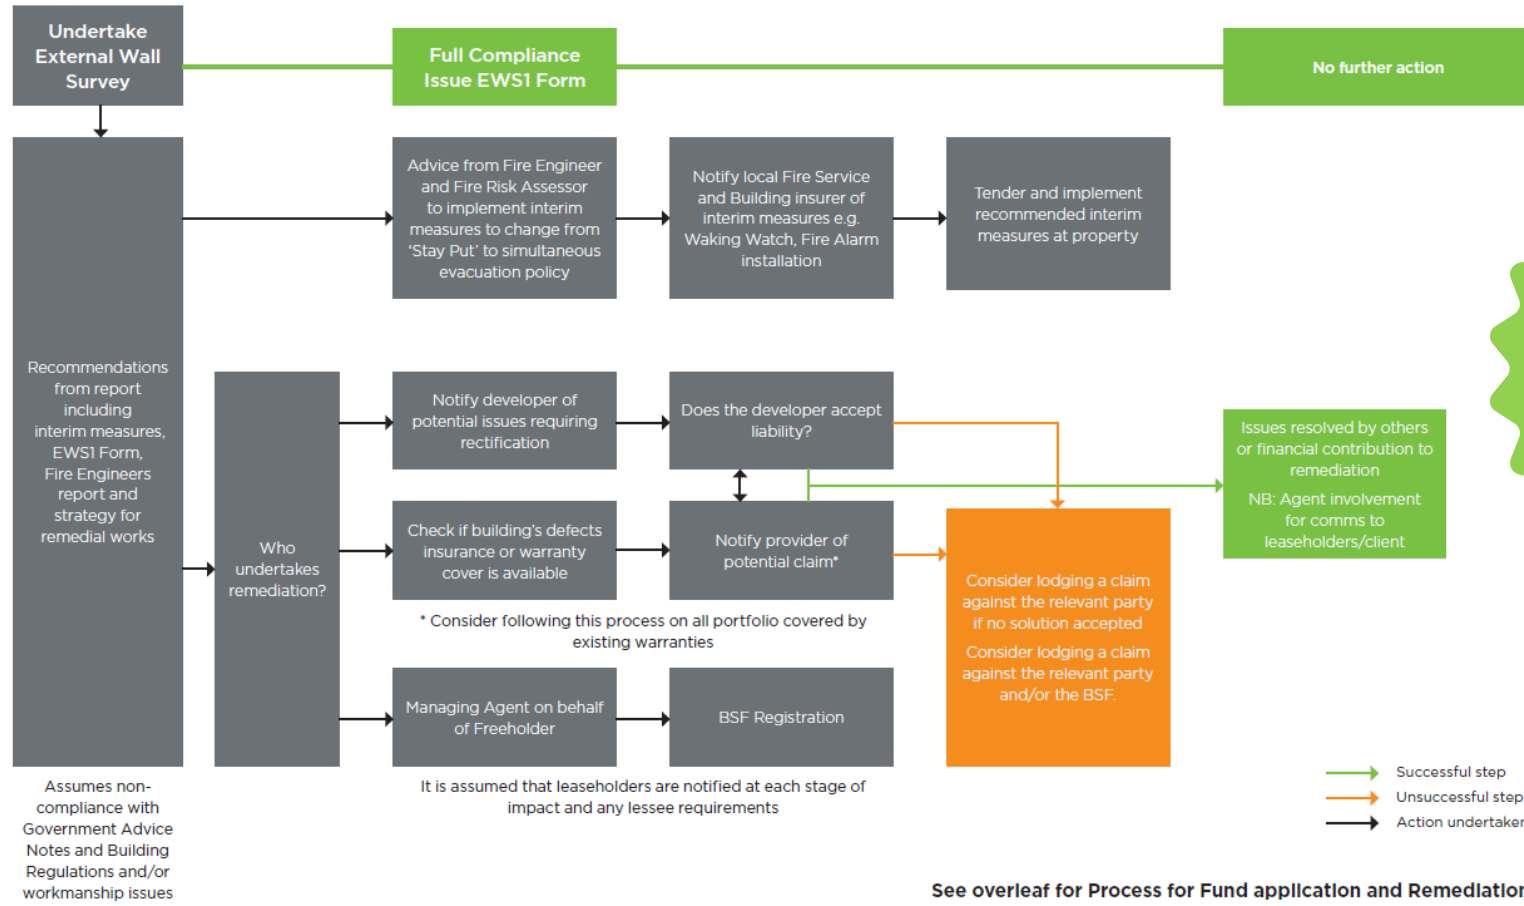 Undertake
External Wall
Survey
Full Compliance
Issue EWS1 Form
No further action
Recommendations
from report
including
interim measures,
EWS1 Form,
Fire Engineers
report and
strategy for
remedial works
Advice from Fire Engineer
and Fire Risk Assessor
to implement interim
measures to change from
‘Stay Put’ to simultaneous
evacuation policy
Notify local Fire Service
and Building insurer of
interim measures e.g.
Waking Watch, Fire Alarm
installation
Tender and implement
recommended interim
measures at property
Who
undertakes
remediation?
Notify developer of
potential issues requiring
rectification
Does the developer accept
liability?
Issues resolved by others
or financial contribution to
remediation
NB: Agent involvement
for comms to
leaseholders/client
Check if building’s defects
insurance or warranty
cover is available
Notify provider of
potential claim*
* Consider following this process on all portfolio covered by
existing warranties
Consider lodging a claim
against the relevant party
if no solution accepted
Consider lodging a claim
against the relevant party
and/or the BSF.
Managing Agent on behalf
of Freeholder
BSF Registration
Assumes non-
compliance with
Government Advice
Notes and Building
Regulations and/or
workmanship issues
It is assumed that leaseholders are notified at each stage of
impact and any lessee requirements
Successful step
Unsuccessful step
Action undertaken
See overleaf for Process for Fund application and Remediation